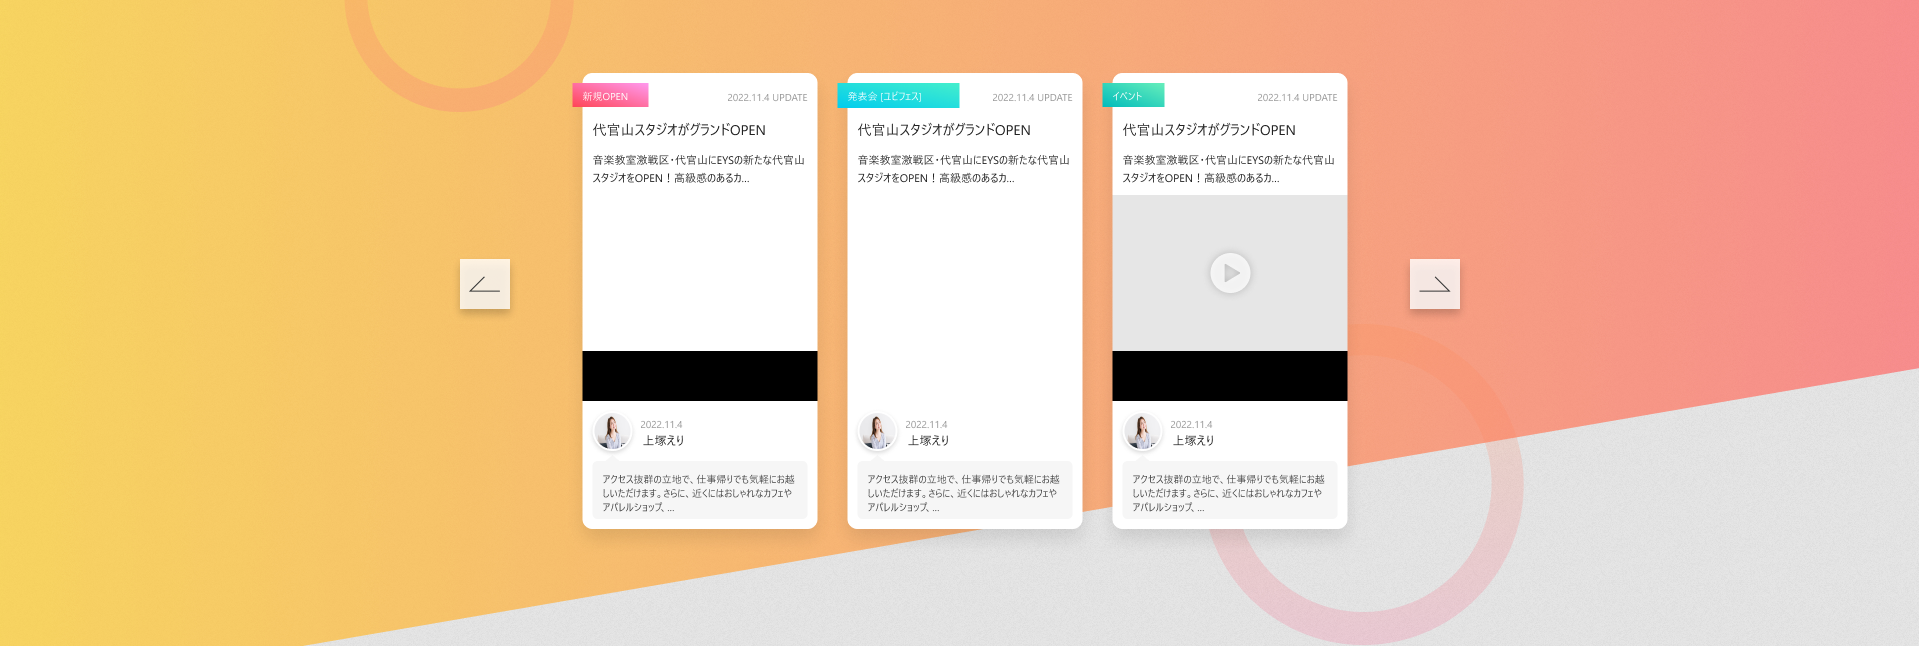 新規OPEN
2022.11.4 UPDATE
代官山スタジオがグランドOPEN
音楽教室激戦区・代官山にEYSの新たな代官山
スタジオをOPEN！高級感のあるカ...
2022.11.4
上塚えり
アクセス抜群の立地で、仕事帰りでも気軽にお越
しいただけます。さらに、近くにはおしゃれなカフェや
アパレルショップ、...
発表会 [ユビフェス]
2022.11.4 UPDATE
代官山スタジオがグランドOPEN
音楽教室激戦区・代官山にEYSの新たな代官山
スタジオをOPEN！高級感のあるカ...
2022.11.4
上塚えり
アクセス抜群の立地で、仕事帰りでも気軽にお越
しいただけます。さらに、近くにはおしゃれなカフェや
アパレルショップ、...
イベント
2022.11.4 UPDATE
代官山スタジオがグランドOPEN
音楽教室激戦区・代官山にEYSの新たな代官山
スタジオをOPEN！高級感のあるカ...
2022.11.4
上塚えり
アクセス抜群の立地で、仕事帰りでも気軽にお越
しいただけます。さらに、近くにはおしゃれなカフェや
アパレルショップ、...